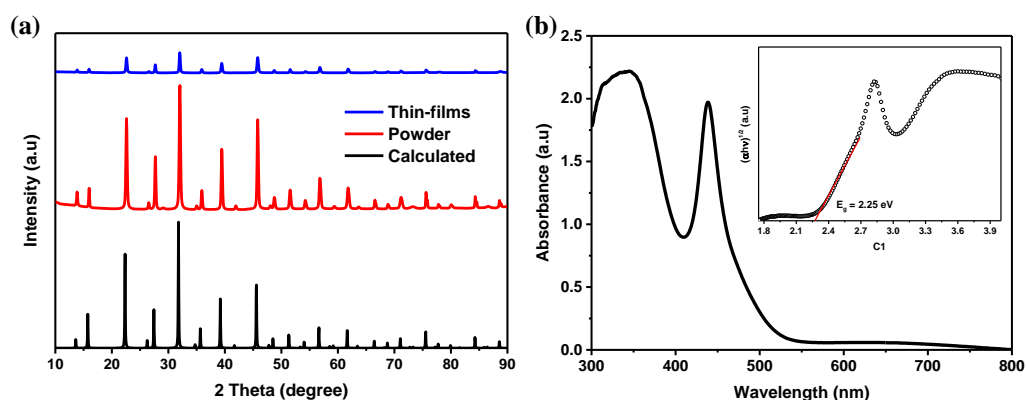 (a)
Intensity (a.u)
Thin-films
Powder
Calculated
10 20 30 40 50 60 70 80 90
2 Theta (degree)
(b)
Absorbance (a.u)
2.5
2.0
1.5
1.0
0.5
0.0
300 400 500 600 700 800
Wavelength (nm)
(αhν)^1/2 (a.u)
E_g = 2.25 eV
1.8 2.1 2.4 2.7 3.0 3.3 3.6 3.9
C1